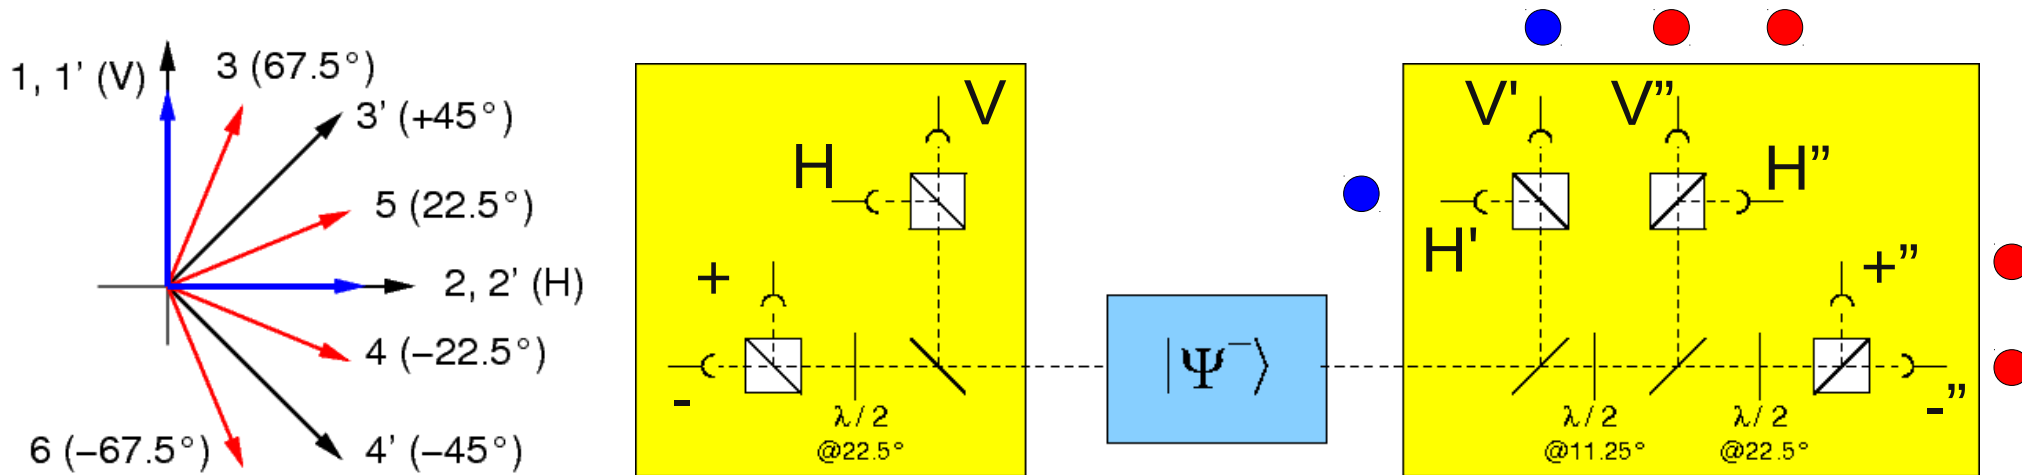 1, 1' (V)
3 (67.5°)
3' (+45°)
5 (22.5°)
2, 2' (H)
4 (−22.5°)
4' (−45°)
6 (−67.5°)
V
H
+
-
λ/2
@22.5°
|Ψ⁻⟩
V'
V”
H'
H”
+”
-”
λ/2
@11.25°
λ/2
@22.5°